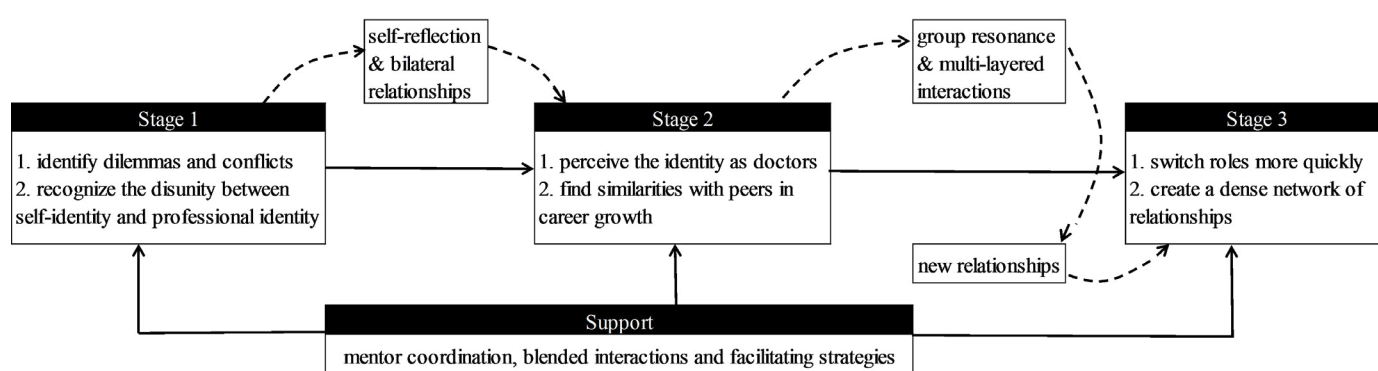 self-reflection
& bilateral
relationships
group resonance
& multi-layered
interactions
Stage 1
1. identify dilemmas and conflicts
2. recognize the disunity between
self-identity and professional identity
Stage 2
1. perceive the identity as doctors
2. find similarities with peers in
career growth
Stage 3
1. switch roles more quickly
2. create a dense network of
relationships
new relationships
Support
mentor coordination, blended interactions and facilitating strategies